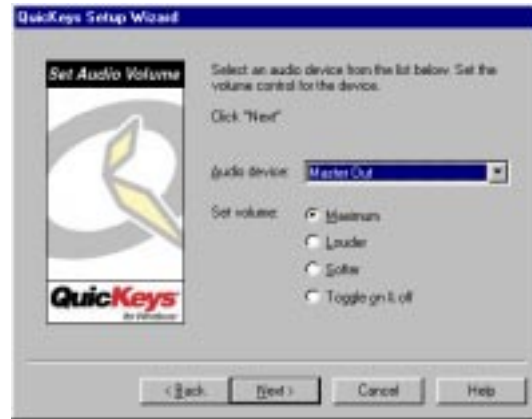 QuicKeys Setup Wizard
Set Audio Volume
Select an audio device from the list below. Set the
volume control for the device.
Click "Next"
Audio device:
Master Out
Set volume:
Maximum
Louder
Softer
Toggle on & off
QuicKeys
for Windows
< Back
Next >
Cancel
Help